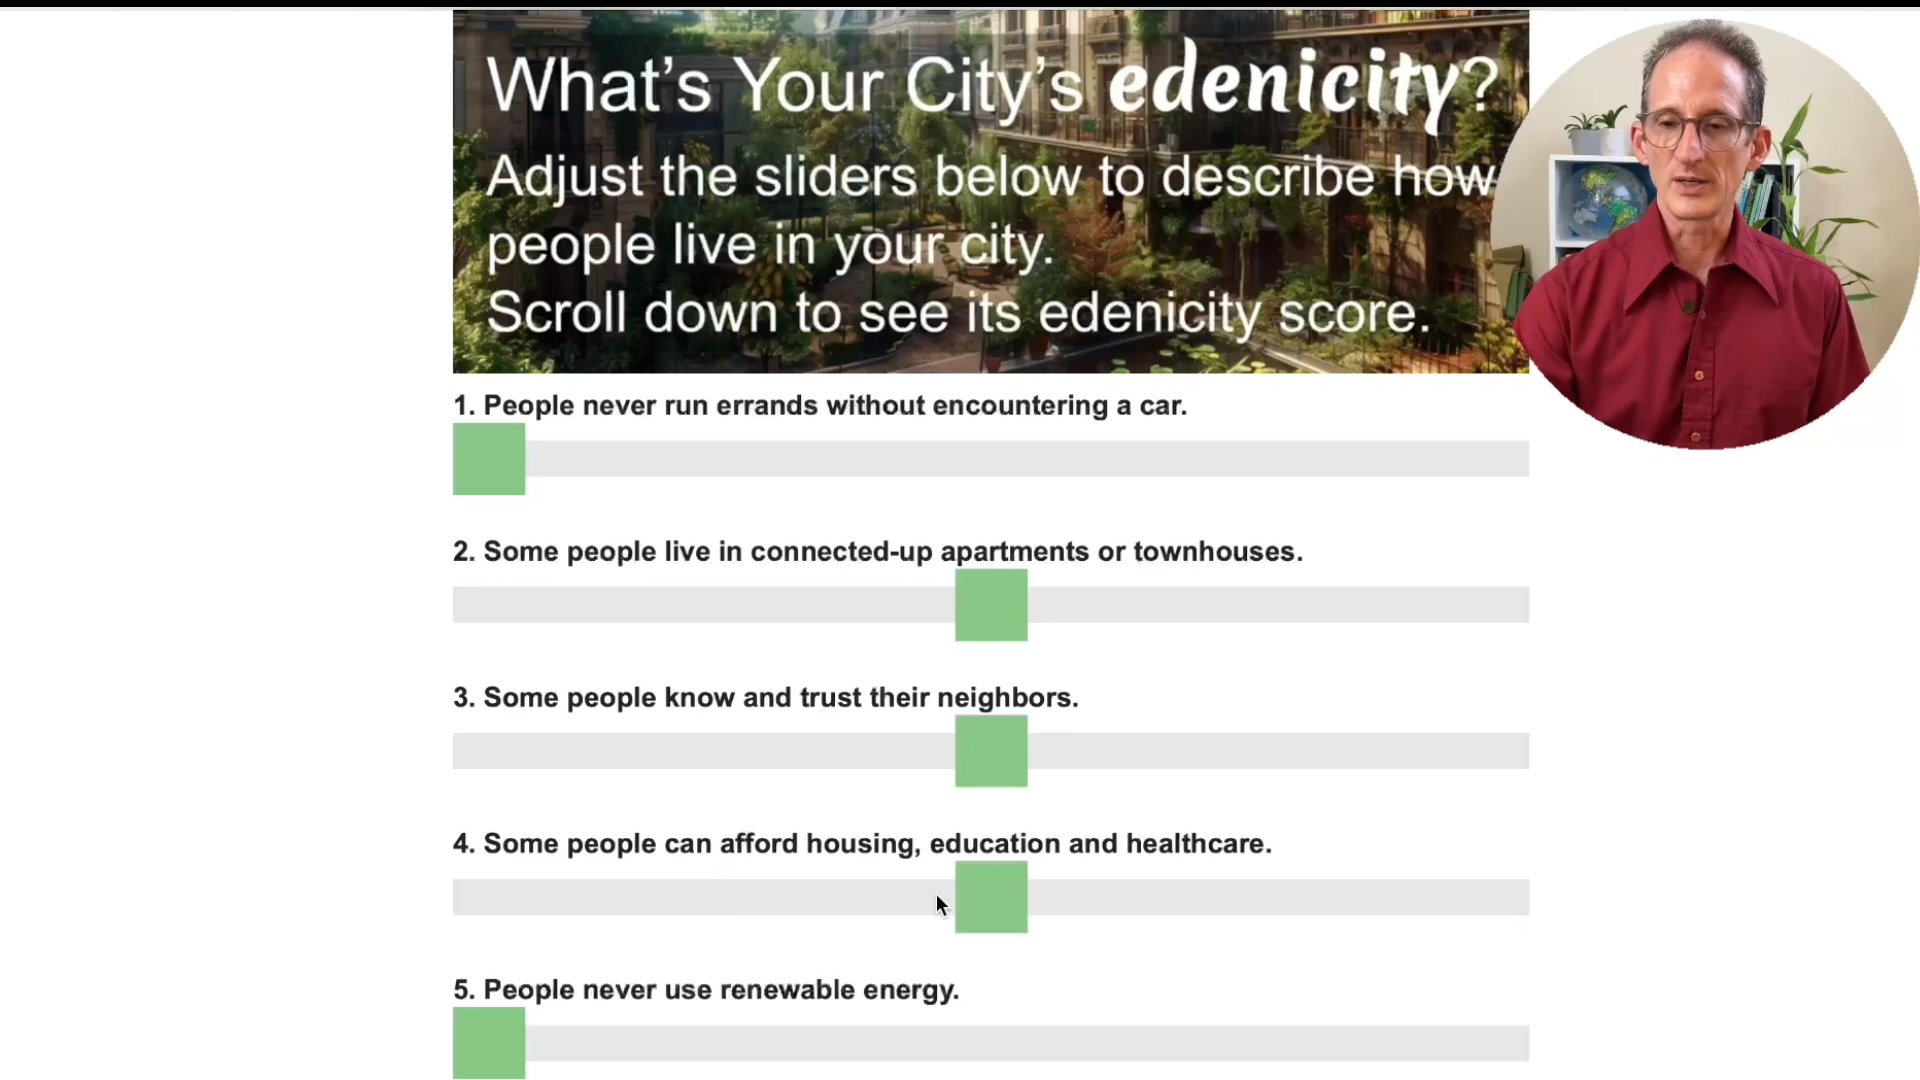 What's Your City's edenicity?
Adjust the sliders below to describe how
people live in your city.
Scroll down to see its edenicity score.
1. People never run errands without encountering a car.
2. Some people live in connected-up apartments or townhouses.
3. Some people know and trust their neighbors.
4. Some people can afford housing, education and healthcare.
5. People never use renewable energy.